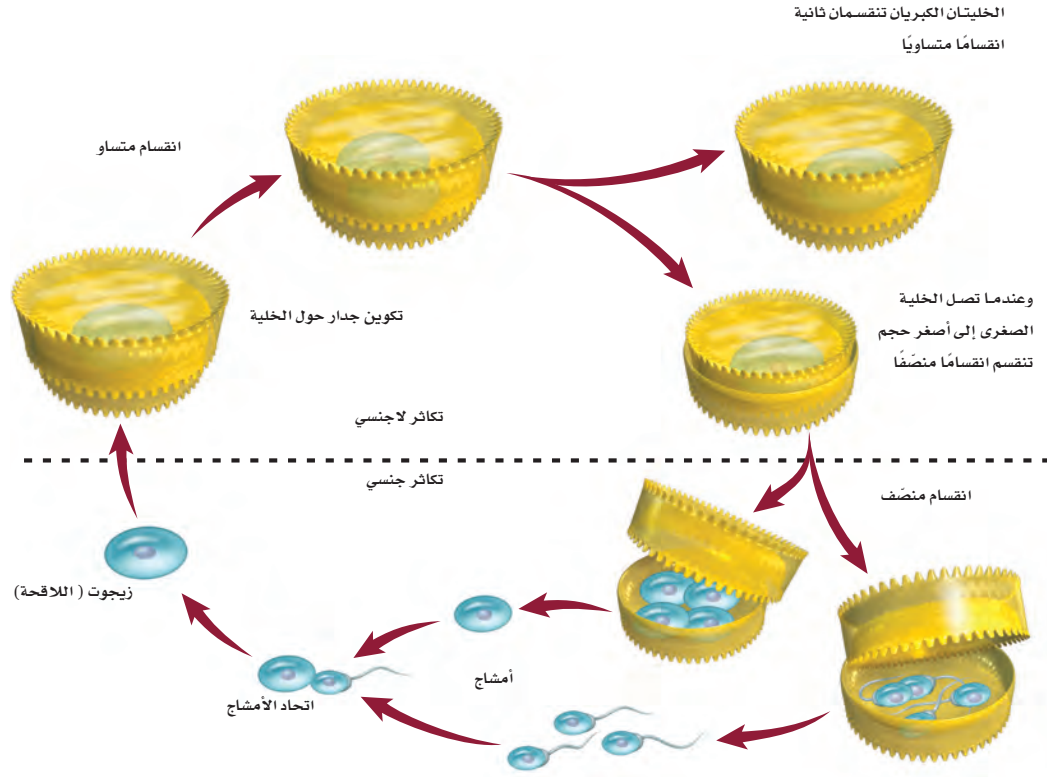 الخليتان الكبريان تنقسمان ثانية
انقسامًا متساويًا
انقسام متساو
تكوين جدار حول الخلية
وعندما تصل الخلية
الصغرى إلى أصغر حجم
تنقسم انقسامًا منصّفًا
تكاثر لاجنسي
تكاثر جنسي
انقسام منصّف
زيجوت (اللاقحة)
أمشاج
اتحاد الأمشاج